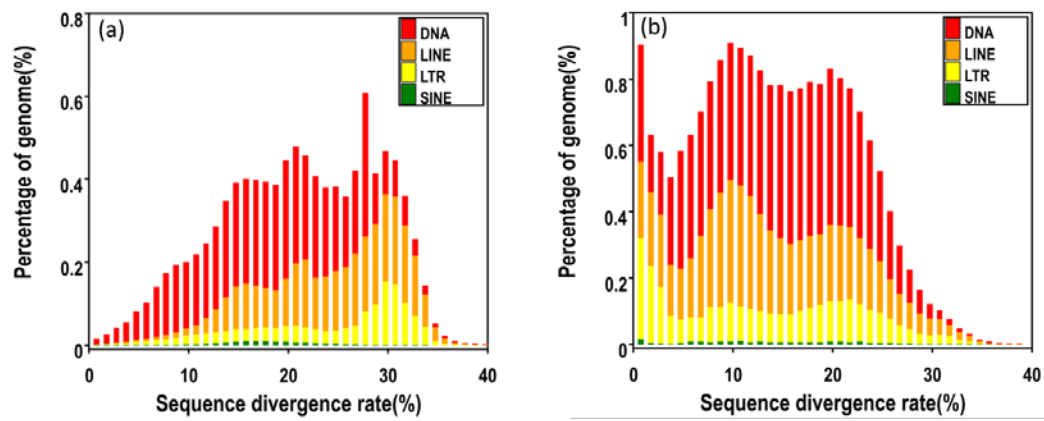 (a)
DNA
LINE
LTR
SINE
Percentage of genome(%)
0.8
0.6
0.4
0.2
0
0 10 20 30 40
Sequence divergence rate(%)
(b)
DNA
LINE
LTR
SINE
Percentage of genome(%)
1
0.8
0.6
0.4
0.2
0
0 10 20 30 40
Sequence divergence rate(%)